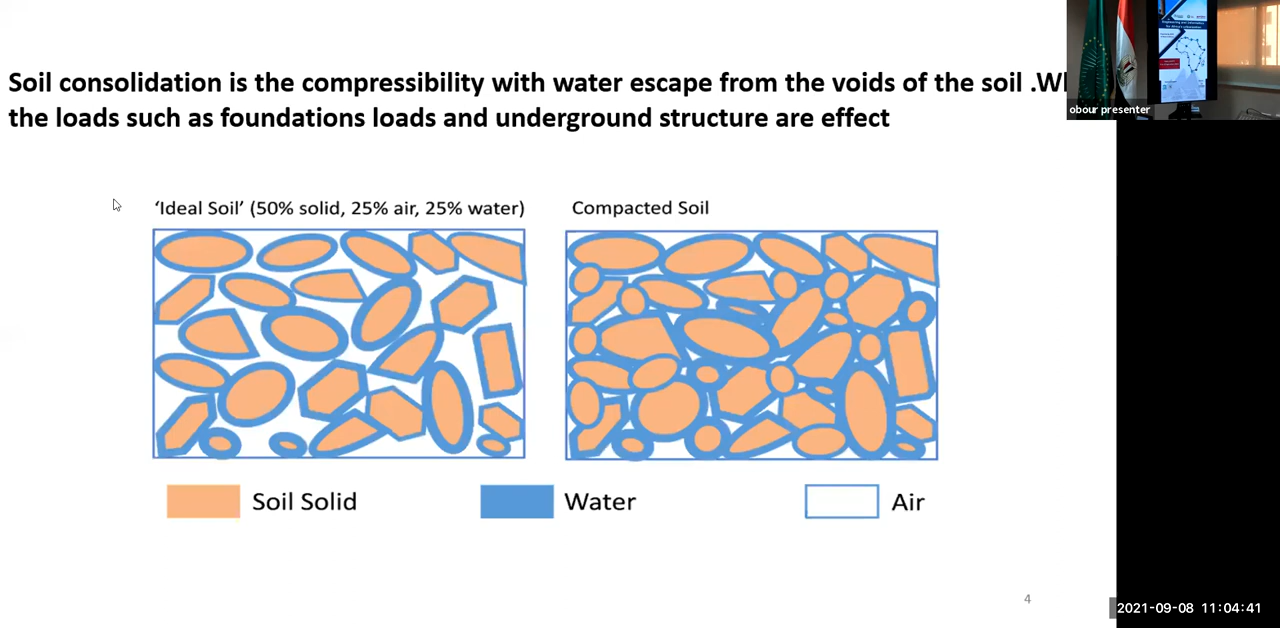 Soil consolidation is the compressibility with water escape from the voids of the soil .Wl
the loads such as foundations loads and underground structure are effect
obour presenter
'Ideal Soil' (50% solid, 25% air, 25% water)
Compacted Soil
Soil Solid
Water
Air
4
2021-09-08 11:04:41